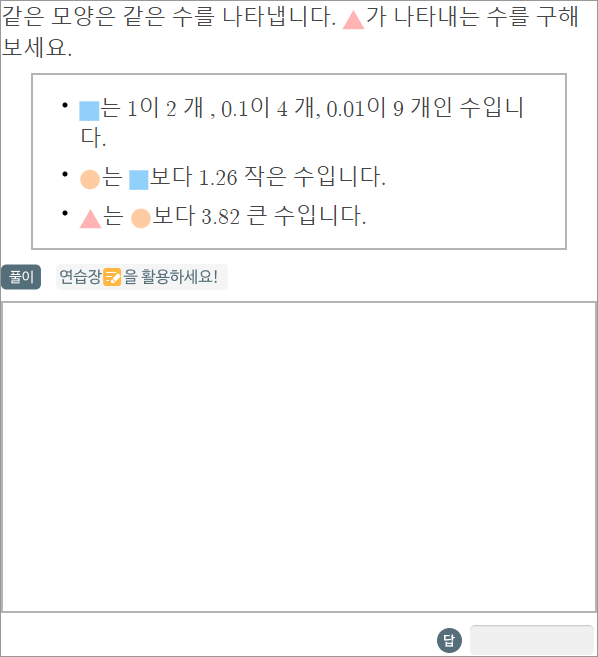 같은 모양은 같은 수를 나타냅니다. ▲가 나타내는 수를 구해
보세요.
• ■는 1이 2 개 , 0.1이 4 개, 0.01이 9 개인 수입니
다.
• ●는 ■보다 1.26 작은 수입니다.
• ▲는 ●보다 3.82 큰 수입니다.
풀이 연습장📝을 활용하세요!
답